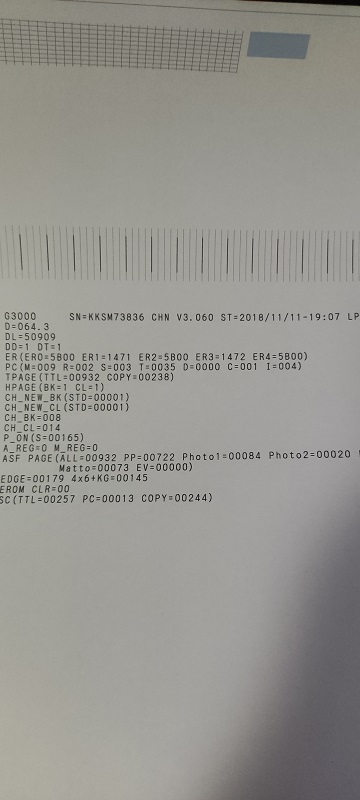 G3000 SN=KKSM73836 CHN V3.060 ST=2018/11/11-19:07 LP
D=064.3
DL=50909
DD=1 DT=1
ER(ER0=5B00 ER1=1471 ER2=5B00 ER3=1472 ER4=5B00)
PC(M=009 R=002 S=003 T=0035 D=0000 C=001 I=004)
TPAGE(TTL=00932 COPY=00238)
HPAGE(BK=1 CL=1)
CH_NEW_BK(STD=00001)
CH_NEW_CL(STD=00001)
CH_BK=008
CH_CL=014
P_ON(S=00165)
A_REG=0 M_REG=0
ASF PAGE(ALL=00932 PP=00722 Photo1=00084 Photo2=00020
Matto=00073 EV=00000)
EDGE=00179 4x6+KG=00145
EROM CLR=00
SC(TTL=00257 PC=00013 COPY=00244)